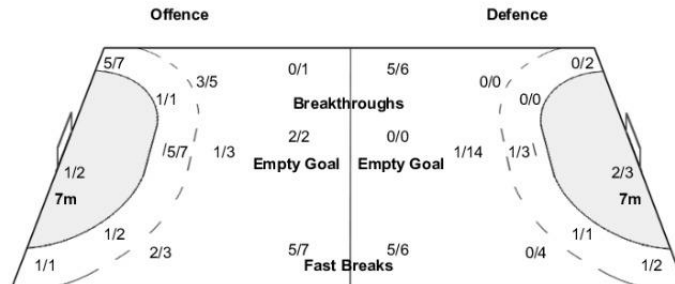 Offence Defence
5/7 0/1 5/6 0/2
3/5 0/0
1/1 Breakthroughs 0/0
2/2 0/0
5/7 1/3 1/14 1/3
1/2 Empty Goal Empty Goal 2/3
7m 7m
1/2 1/1
2/3 5/7 5/6 0/4
1/1 Fast Breaks 1/2